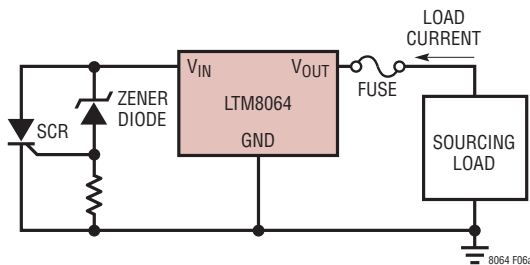 LOAD
CURRENT
VIN
VOUT
ZENER
DIODE
LTM8064
FUSE
SCR
GND
SOURCING
LOAD
8064 F06a